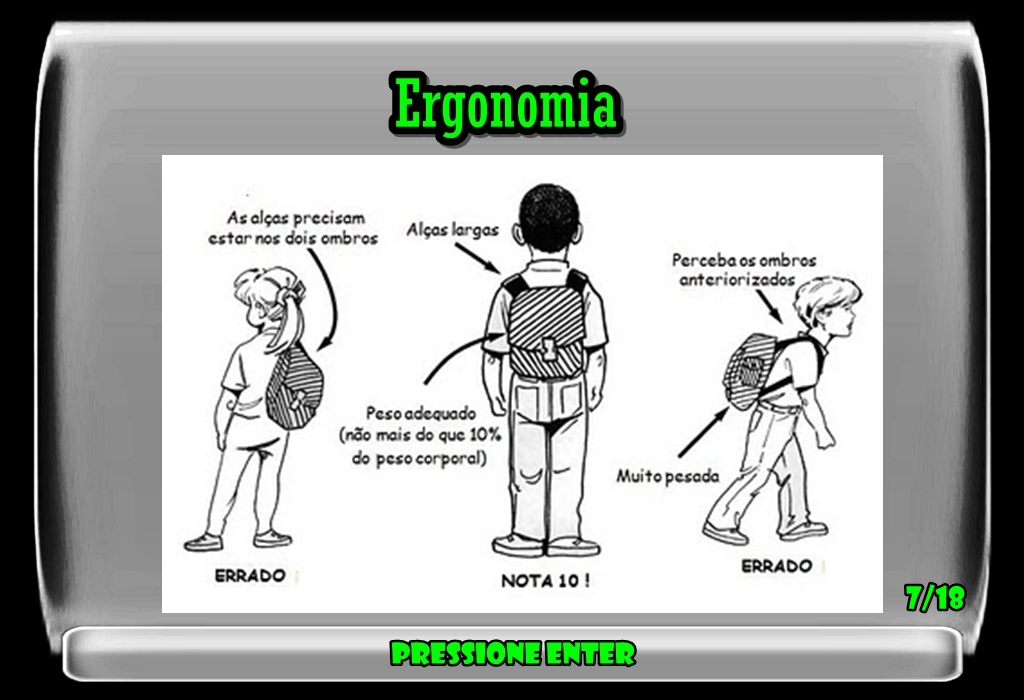 Ergonomia
As alças precisam
estar nos dois ombros
Alças largas
Perceba os ombros
anteriorizados
Peso adequado
(não mais do que 10%
do peso corporal)
Muito pesada
ERRADO
NOTA 10 !
ERRADO
7/18
PRESSIONE ENTER